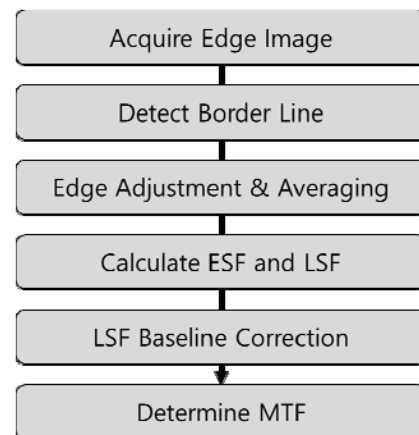 Acquire Edge Image
Detect Border Line
Edge Adjustment & Averaging
Calculate ESF and LSF
LSF Baseline Correction
Determine MTF